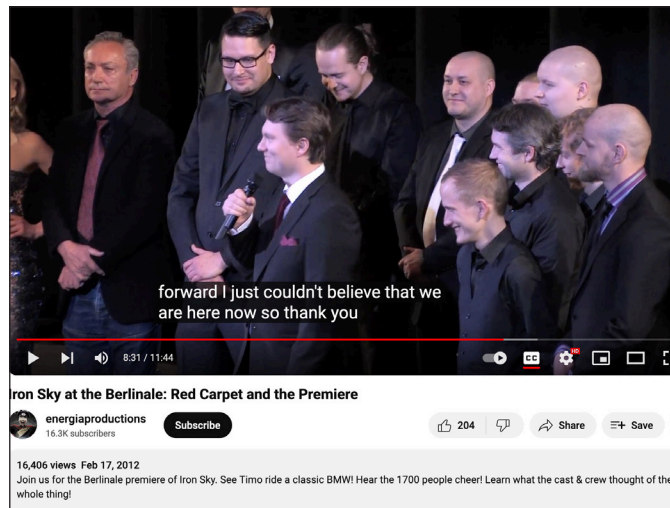 forward I just couldn't believe that we
are here now so thank you
8:31 / 11:44
CC
HD
Iron Sky at the Berlinale: Red Carpet and the Premiere
energiaproductions
16.3K subscribers
Subscribe
204
Share
Save
16,406 views Feb 17, 2012
Join us for the Berlinale premiere of Iron Sky. See Timo ride a classic BMW! Hear the 1700 people cheer! Learn what the cast & crew thought of the
whole thing!